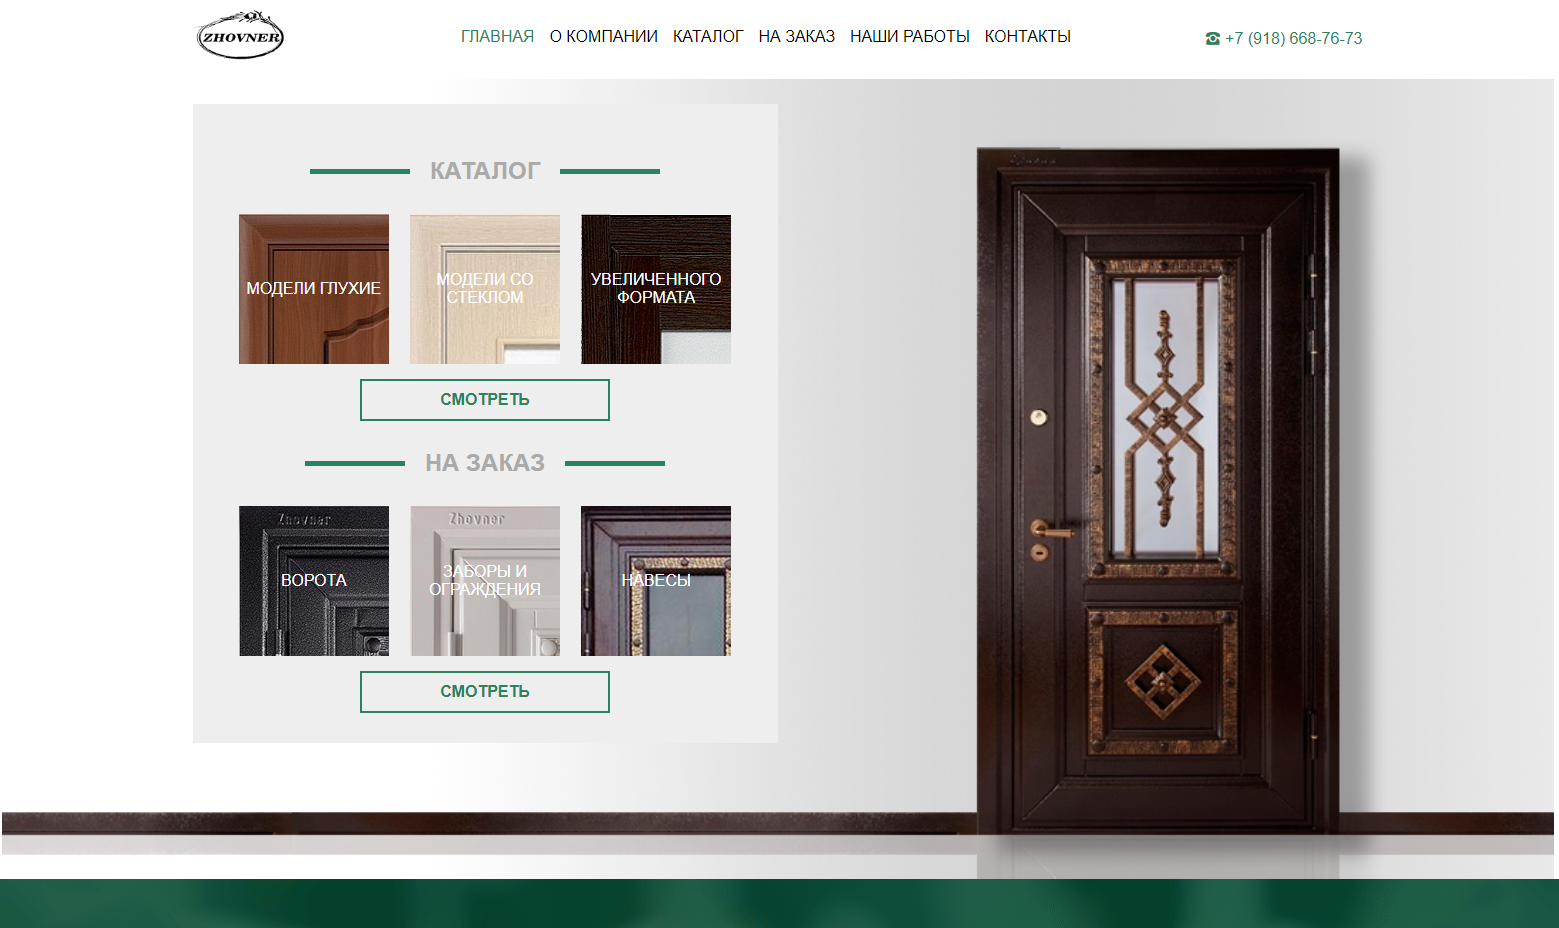 ZHOVNER
ГЛАВНАЯ О КОМПАНИИ КАТАЛОГ НА ЗАКАЗ НАШИ РАБОТЫ КОНТАКТЫ
+7 (918) 668-76-73
КАТАЛОГ
МОДЕЛИ ГЛУХИЕ
МОДЕЛИ СО
СТЕКЛОМ
УВЕЛИЧЕННОГО
ФОРМАТА
СМОТРЕТЬ
НА ЗАКАЗ
Zhovner
ВОРОТА
Zhovner
ЗАБОРЫ И
ОГРАЖДЕНИЯ
НАВЕСЫ
СМОТРЕТЬ